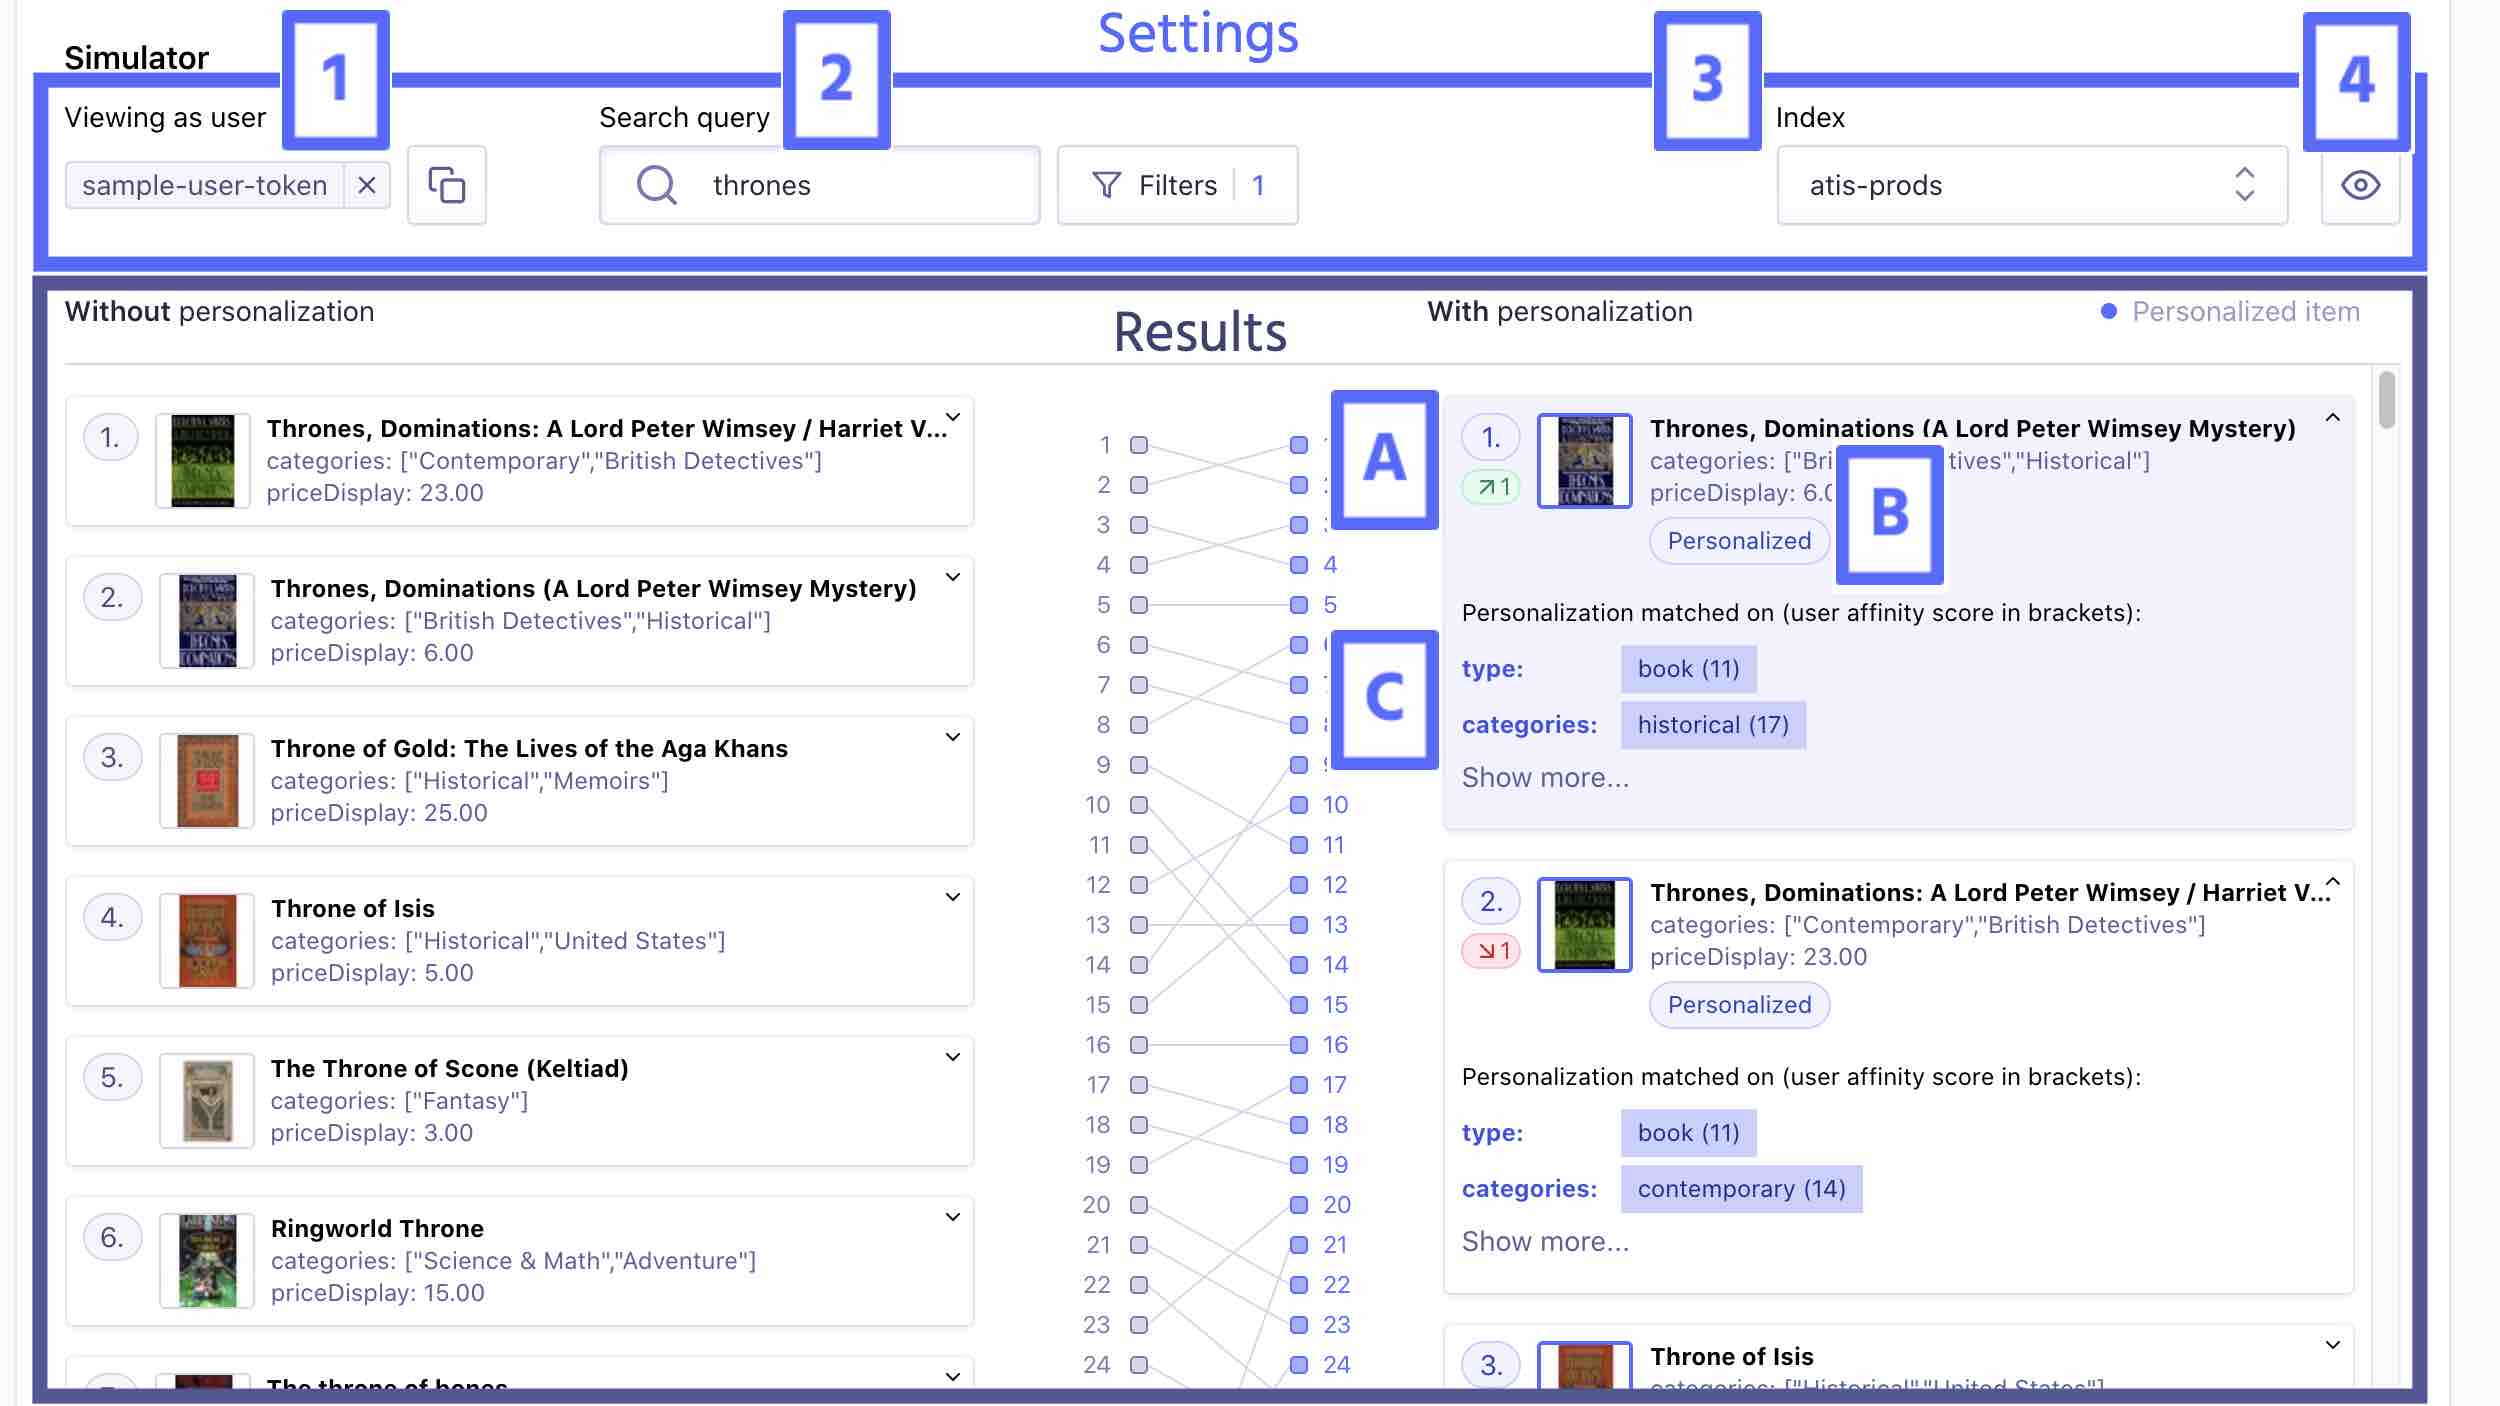 Settings
Simulator
1
2
3
4
Viewing as user
Search query
Index
sample-user-token
thrones
Filters 1
atis-prods
Without personalization
Results
With personalization
Personalized item
1.
Thrones, Dominations: A Lord Peter Wimsey / Harriet V...
categories: ["Contemporary","British Detectives"]
priceDisplay: 23.00
2.
Thrones, Dominations (A Lord Peter Wimsey Mystery)
categories: ["British Detectives","Historical"]
priceDisplay: 6.00
3.
Throne of Gold: The Lives of the Aga Khans
categories: ["Historical","Memoirs"]
priceDisplay: 25.00
4.
Throne of Isis
categories: ["Historical","United States"]
priceDisplay: 5.00
5.
The Throne of Scone (Keltiad)
categories: ["Fantasy"]
priceDisplay: 3.00
6.
Ringworld Throne
categories: ["Science & Math","Adventure"]
priceDisplay: 15.00
The throne of bones
1
2
3
4 4
5 5
6
7
8
9
10 10
11 11
12 12
13 13
14 14
15 15
16 16
17 17
18 18
19 19
20 20
21 21
22 22
23 23
24 24
A
B
C
1.
1
Thrones, Dominations (A Lord Peter Wimsey Mystery)
categories: ["Bri tives","Historical"]
priceDisplay: 6.0
Personalized
Personalization matched on (user affinity score in brackets):
type: book (11)
categories: historical (17)
Show more...
2.
1
Thrones, Dominations: A Lord Peter Wimsey / Harriet V...
categories: ["Contemporary","British Detectives"]
priceDisplay: 23.00
Personalized
Personalization matched on (user affinity score in brackets):
type: book (11)
categories: contemporary (14)
Show more...
3.
Throne of Isis
categories: ["Historical","United States"]